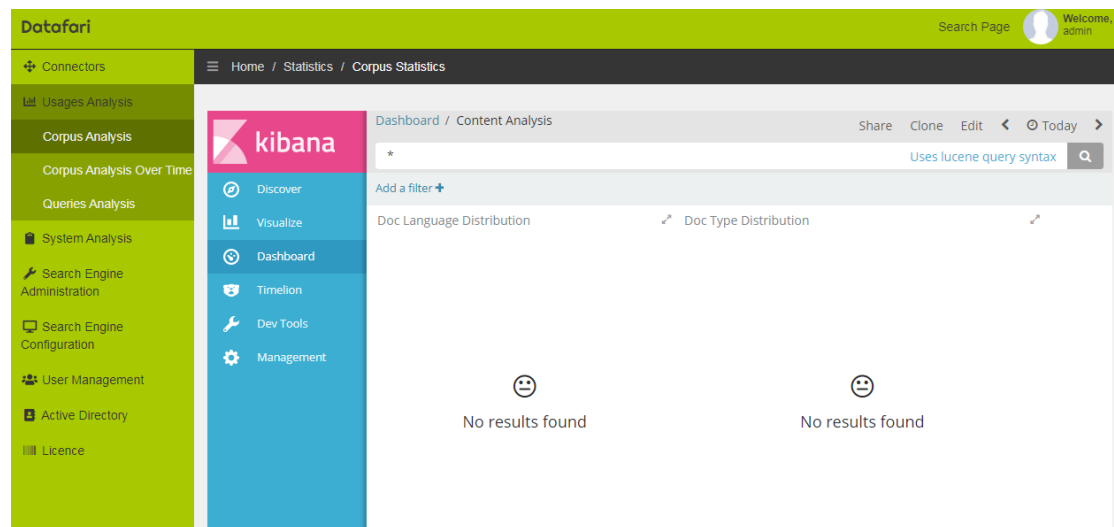 Datafari
Search Page
Welcome,
admin
Connectors
Usages Analysis
Corpus Analysis
Corpus Analysis Over Time
Queries Analysis
System Analysis
Search Engine
Administration
Search Engine
Configuration
User Management
Active Directory
Licence
Home / Statistics / Corpus Statistics
kibana
Discover
Visualize
Dashboard
Timelion
Dev Tools
Management
Dashboard / Content Analysis
Share Clone Edit Today
*
Uses lucene query syntax
Add a filter +
Doc Language Distribution
Doc Type Distribution
No results found
No results found